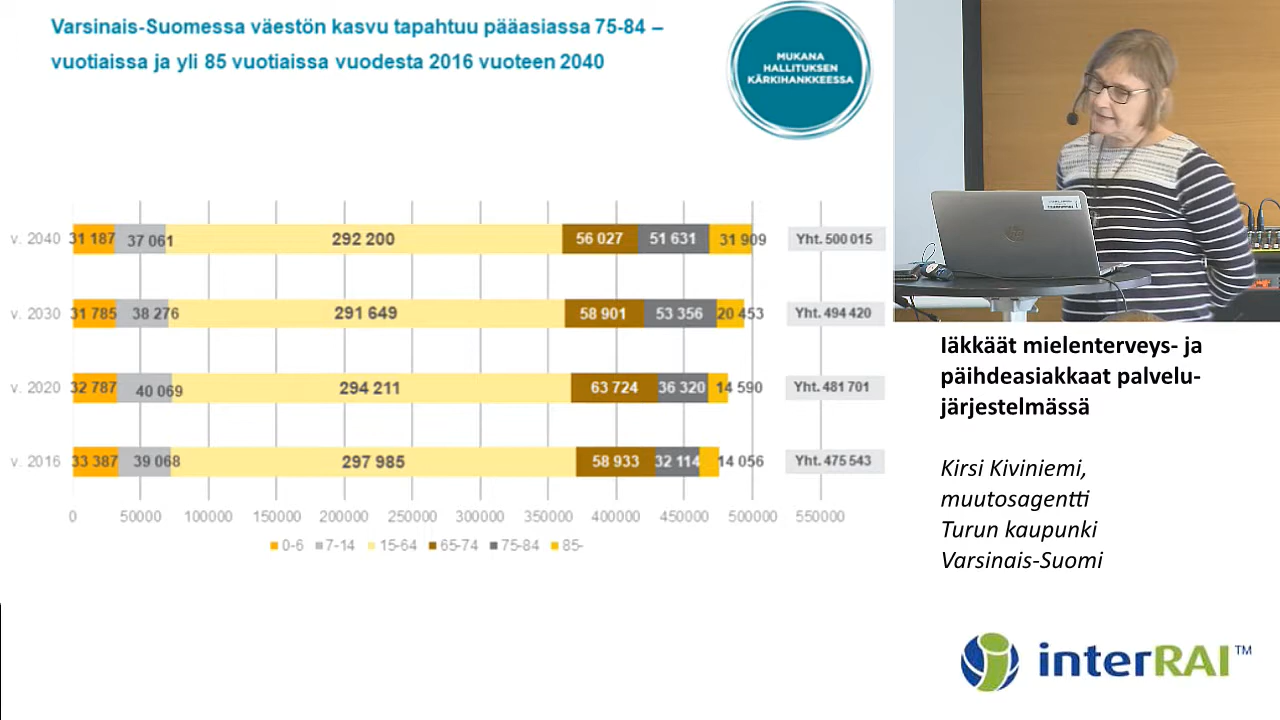 Varsinais-Suomessa väestön kasvu tapahtuu pääasiassa 75-84 –
vuotiaissa ja yli 85 vuotiaissa vuodesta 2016 vuoteen 2040
MUKANA
HALLITUKSEN
KÄRKIHANKKEESSA
v. 2040 31 187 37 061 292 200 56 027 51 631 31 909 Yht. 500 015
v. 2030 31 785 38 276 291 649 58 901 53 356 20 453 Yht. 494 420
v. 2020 32 787 40 069 294 211 63 724 36 320 14 590 Yht. 481 701
v. 2016 33 387 39 068 297 985 58 933 32 114 14 056 Yht. 475 543
0 50000 100000 150000 200000 250000 300000 350000 400000 450000 500000 550000
0-6 7-14 15-64 65-74 75-84 85-
Iäkkäät mielenterveys- ja
päihdeasiakkaat palvelu-
järjestelmässä
Kirsi Kiviniemi,
muutosagentti
Turun kaupunki
Varsinais-Suomi
interRAI™